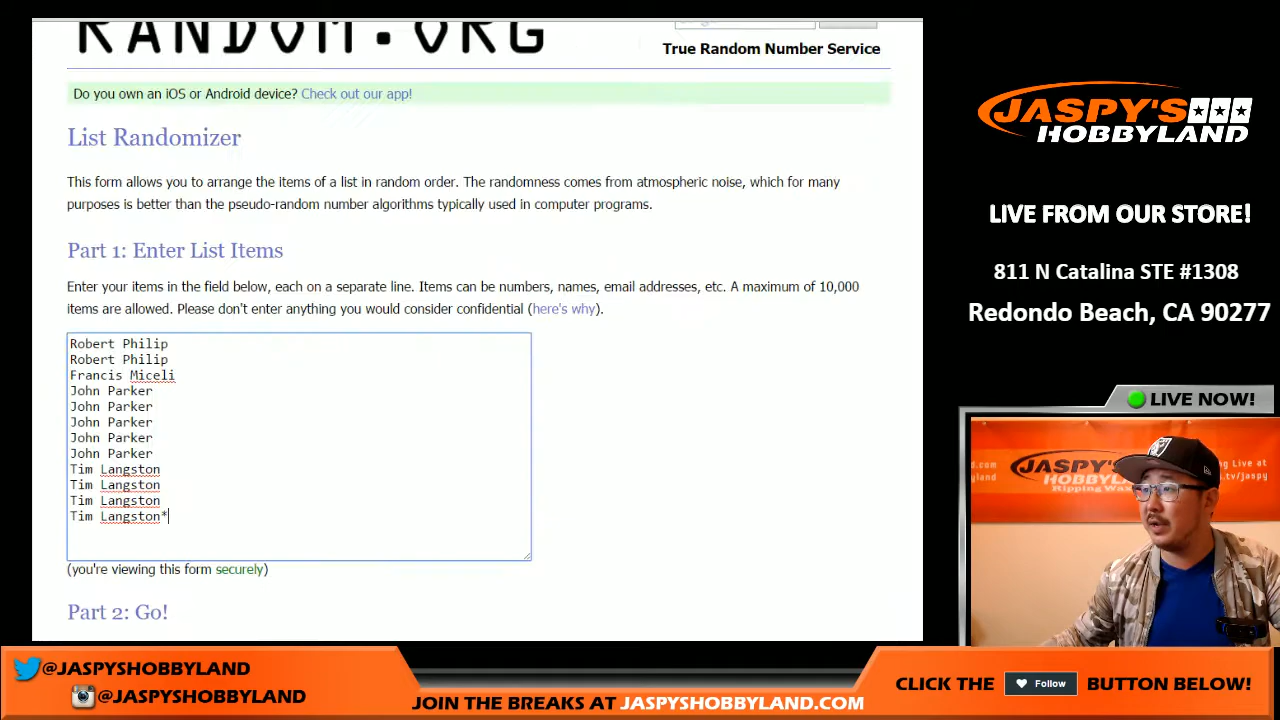 RANDOM.ORG
True Random Number Service
Do you own an iOS or Android device? Check out our app!
List Randomizer
This form allows you to arrange the items of a list in random order. The randomness comes from atmospheric noise, which for many
purposes is better than the pseudo-random number algorithms typically used in computer programs.
Part 1: Enter List Items
Enter your items in the field below, each on a separate line. Items can be numbers, names, email addresses, etc. A maximum of 10,000
items are allowed. Please don't enter anything you would consider confidential (here's why).
Robert Philip
Robert Philip
Francis Miceli
John Parker
John Parker
John Parker
John Parker
John Parker
Tim Langston
Tim Langston
Tim Langston
Tim Langston*
(you're viewing this form securely)
Part 2: Go!
JASPY'S
HOBBYLAND
LIVE FROM OUR STORE!
811 N Catalina STE #1308
Redondo Beach, CA 90277
LIVE NOW!
JASPY'S
HOBBYLAND
Ripping Wax
@JASPYSHOBBYLAND
@JASPYSHOBBYLAND
JOIN THE BREAKS AT JASPYSHOBBYLAND.COM
CLICK THE Follow BUTTON BELOW!